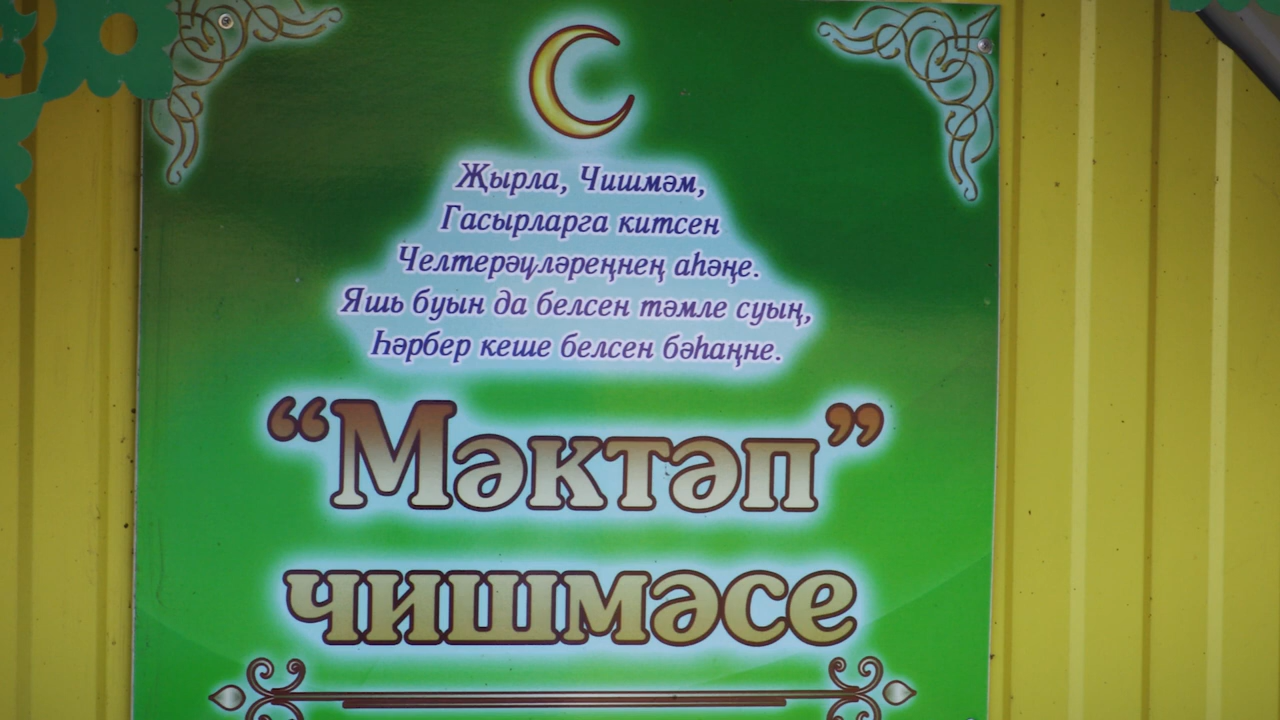 Җырла, Чишмәм,
Гасырларга китсен
Челтерәүләреңнең аһәңе.
Яшь буын да белсен тәмле суың,
Һәрбер кеше белсен бәһаңне.
“Мәктәп”
чишмәсе